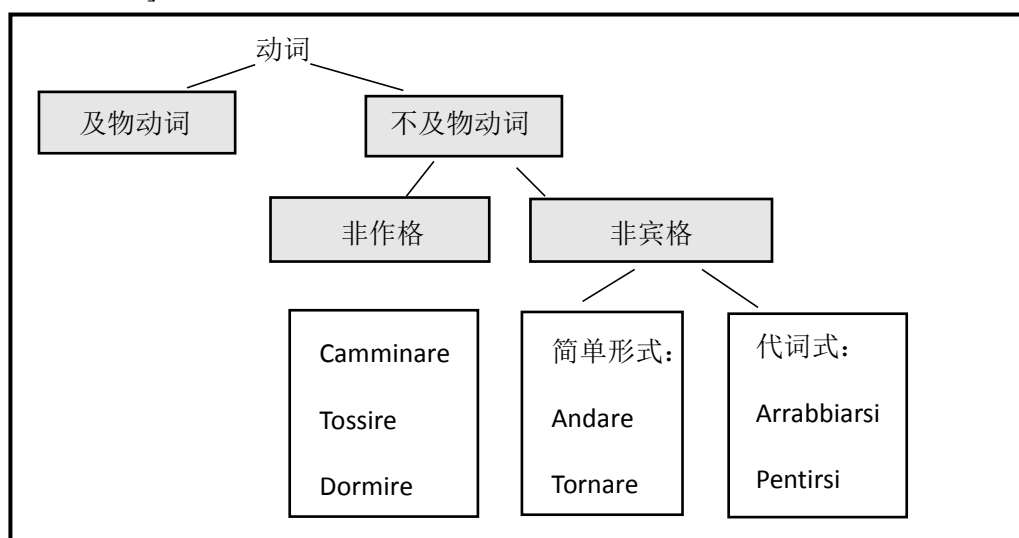 动词
及物动词
不及物动词
非作格
非宾格
Camminare
Tossire
Dormire
简单形式：
Andare
Tornare
代词式：
Arrabbiarsi
Pentirsi